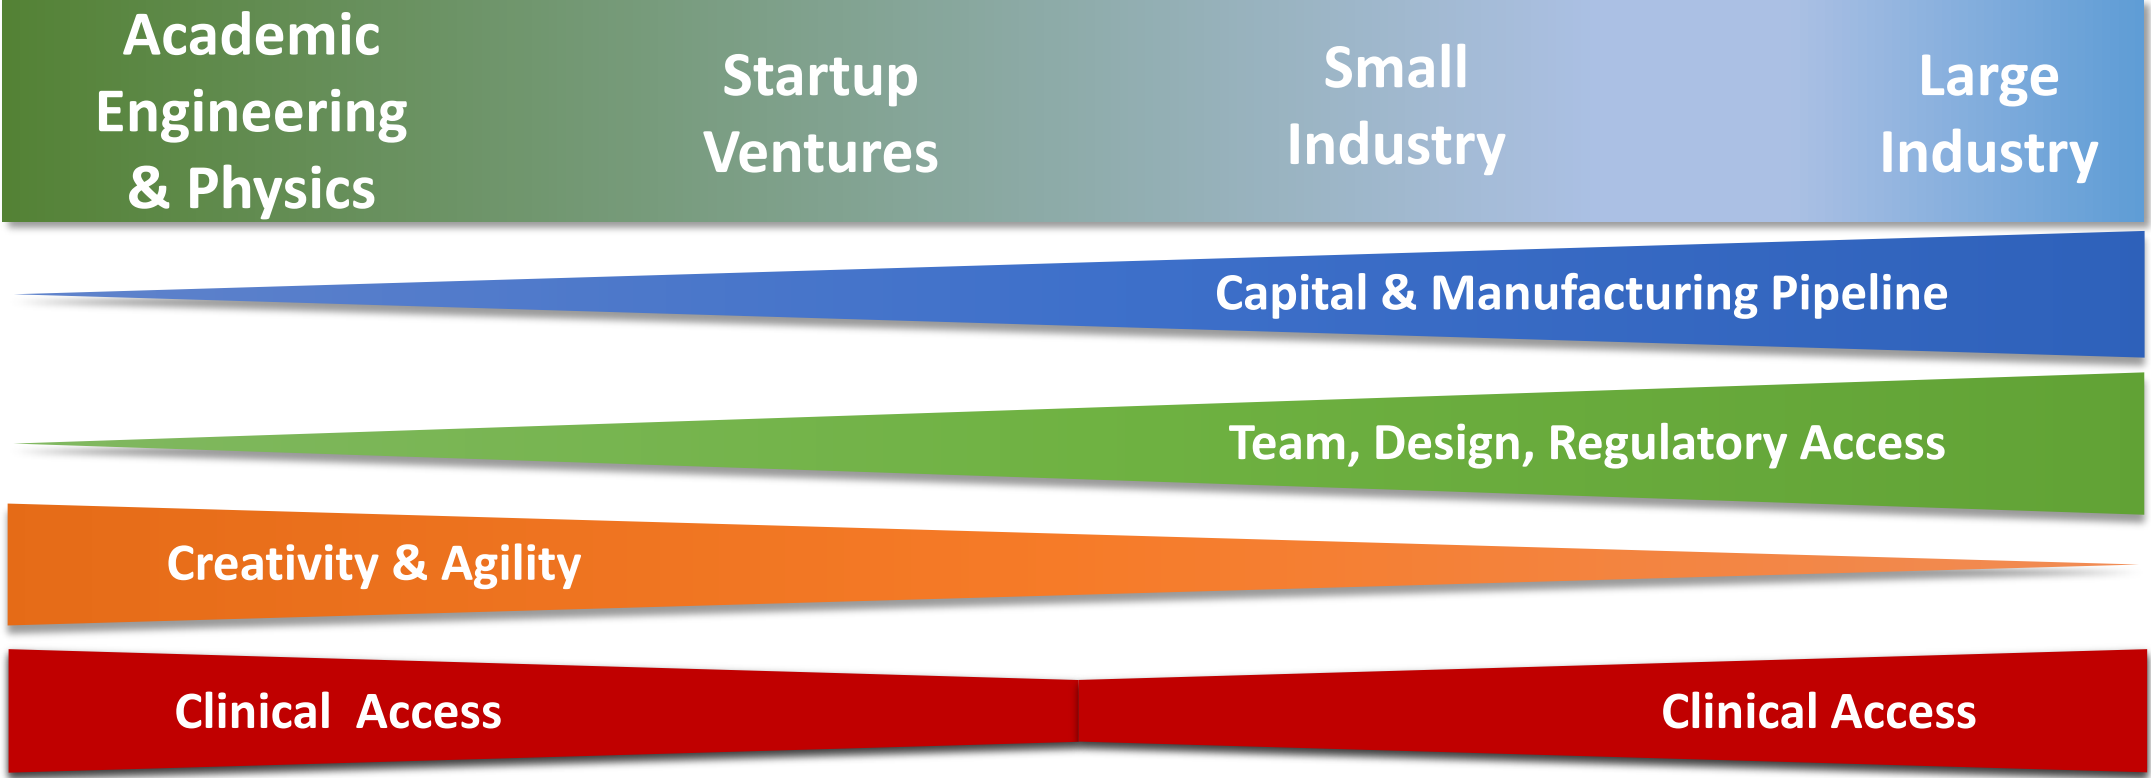 Academic
Engineering
& Physics
Startup
Ventures
Small
Industry
Large
Industry
Capital & Manufacturing Pipeline
Team, Design, Regulatory Access
Creativity & Agility
Clinical  Access
Clinical Access